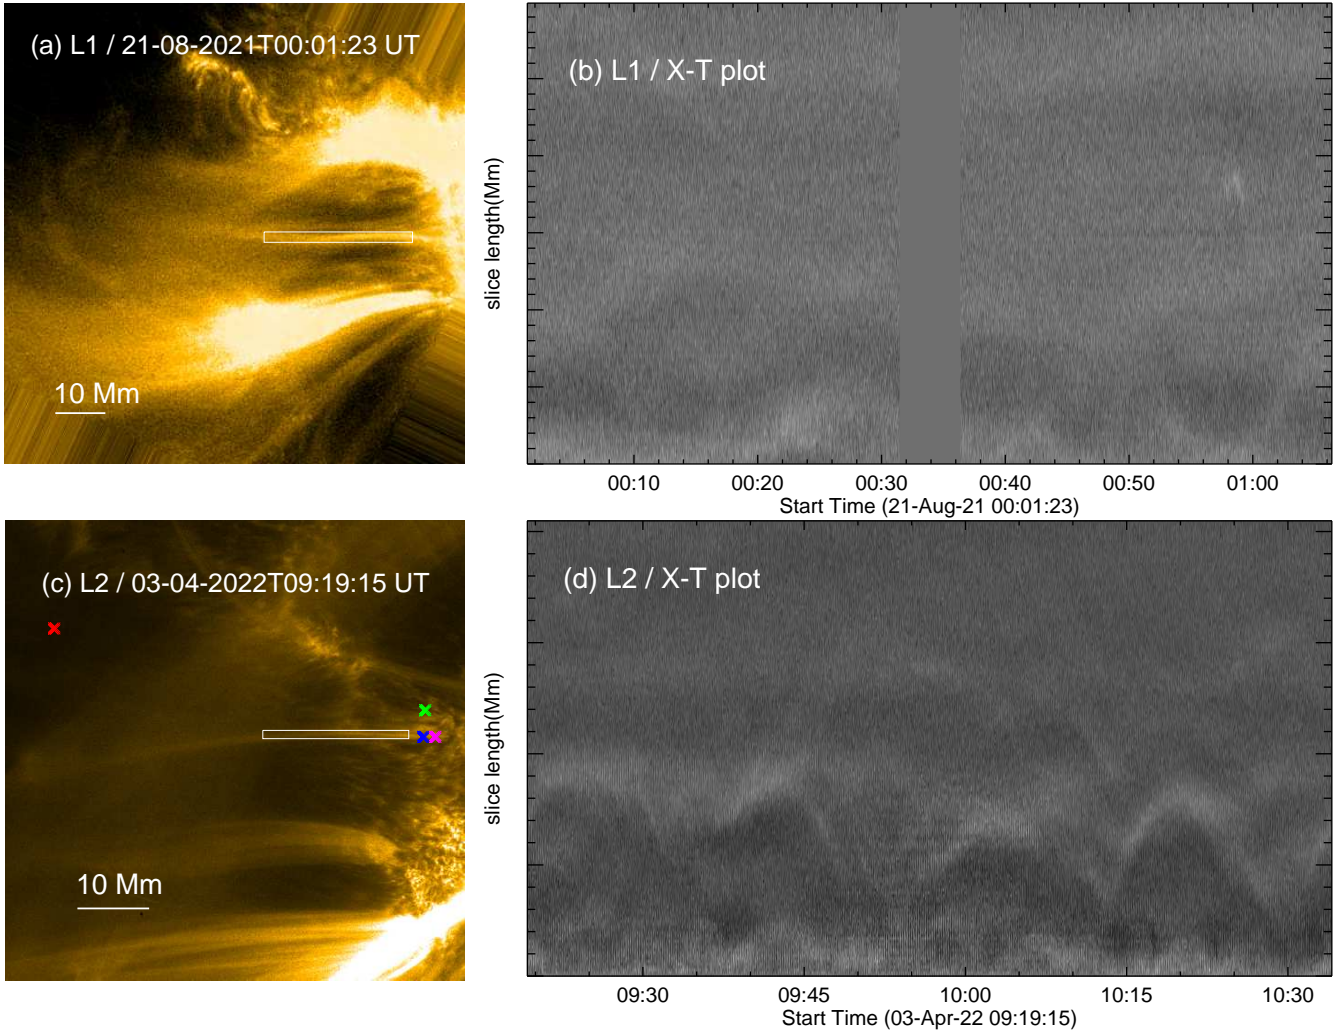 (a) L1 / 21-08-2021T00:01:23 UT
10 Mm
(b) L1 / X-T plot
slice length(Mm)
00:10 00:20 00:30 00:40 00:50 01:00
Start Time (21-Aug-21 00:01:23)
(c) L2 / 03-04-2022T09:19:15 UT
10 Mm
(d) L2 / X-T plot
slice length(Mm)
09:30 09:45 10:00 10:15 10:30
Start Time (03-Apr-22 09:19:15)